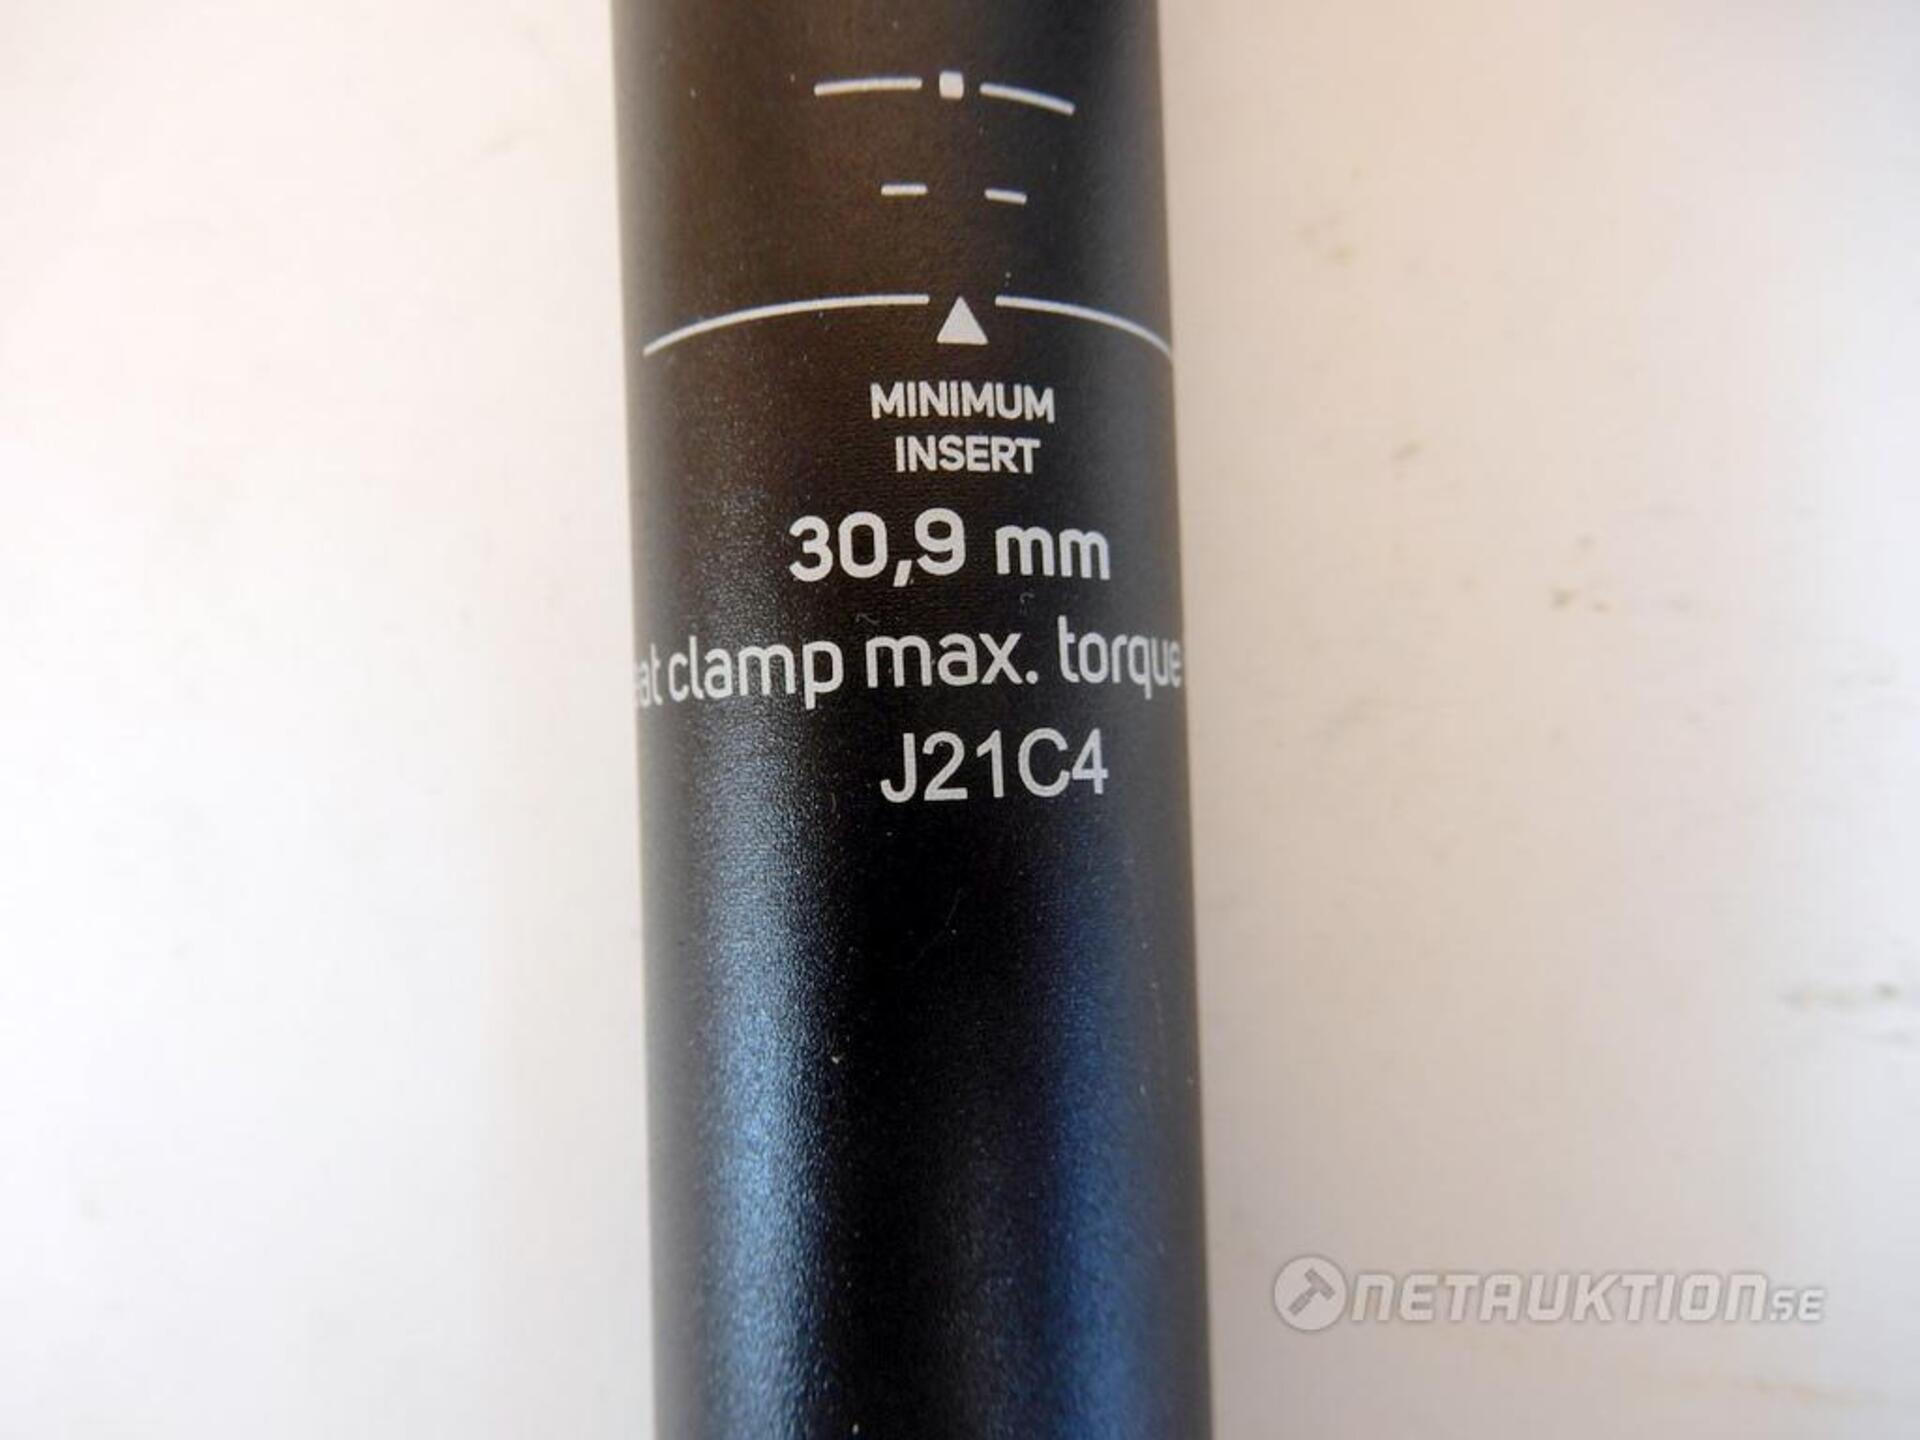 MINIMUM
INSERT
30,9 mm
clamp max. torque
J21C4
NETAUKTION.SE